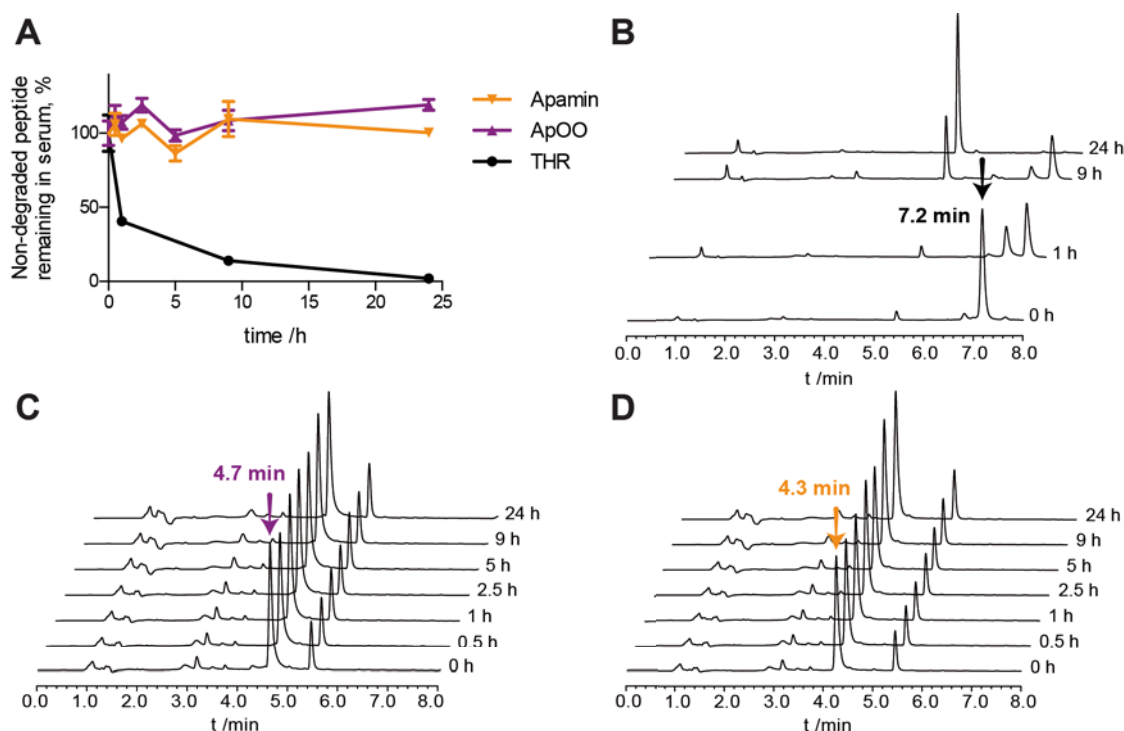 A
Non-degraded peptide
remaining in serum, %
100
50
0
0
5
10
15
20
25
time /h
Apamin
ApOO
THR
B
24 h
9 h
7.2 min
1 h
0 h
0.0 1.0 2.0 3.0 4.0 5.0 6.0 7.0 8.0
t /min
C
4.7 min
24 h
9 h
5 h
2.5 h
1 h
0.5 h
0 h
0.0 1.0 2.0 3.0 4.0 5.0 6.0 7.0 8.0
t /min
D
4.3 min
24 h
9 h
5 h
2.5 h
1 h
0.5 h
0 h
0.0 1.0 2.0 3.0 4.0 5.0 6.0 7.0 8.0
t /min